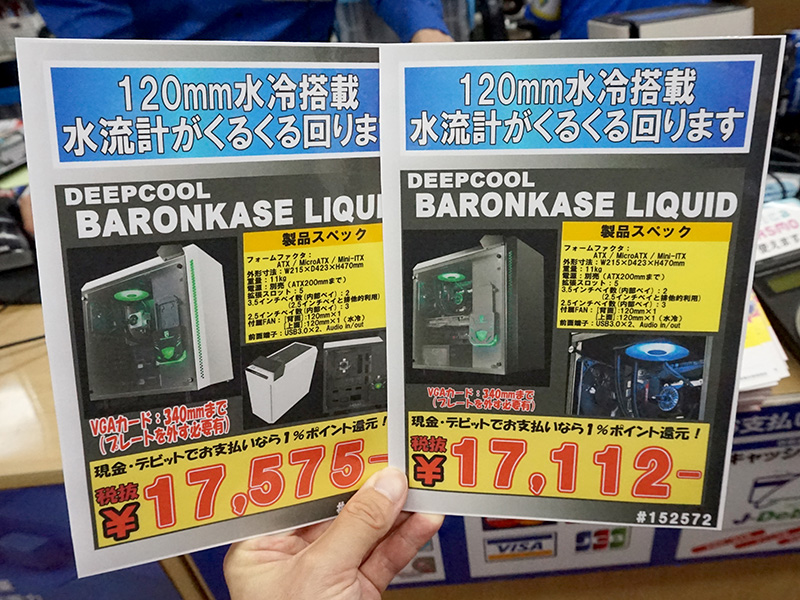 120mm水冷搭載
水流計がくるくる回ります
DEEPCOOL
BARONKASE LIQUI
製品スペック
フォームファクタ:
ATX / MicroATX / Mini-ITX
外形寸法:W215×D423×H470mm
重量:11kg
電源:別売(ATX200mmまで)
拡張スロット:5
3.5インチベイ数(内部ベイ):2
(2.5インチベイと排他的利用)
2.5インチベイ数(内部ベイ):3
付属FAN:[背面]:120mm×1
[上面]:120mm×1(水冷)
前面端子:USB3.0×2、Audio in/out
VGAカード:340mmまで
(プレートを外す必要有)
現金・デビットでお支払いなら1%ポイント還元!
税抜
¥17,575-
120mm水冷搭載
水流計がくるくる回ります
DEEPCOOL
BARONKASE LIQUID
製品スペック
フォームファクタ:
ATX / MicroATX / Mini-ITX
外形寸法:W215×D423×H470mm
重量:11kg
電源:別売(ATX200mmまで)
拡張スロット:5
3.5インチベイ数(内部ベイ):2
(2.5インチベイと排他的利用)
2.5インチベイ数(内部ベイ):3
付属FAN:[背面]:120mm×1
[上面]:120mm×1(水冷)
前面端子:USB3.0×2、Audio in/out
VGAカード:340mmまで
(プレートを外す必要有)
現金・デビットでお支払いなら1%ポイント還元!
税抜
¥17,112-
#152572
お支払い
キャッシ
J-De
VISA
JCB